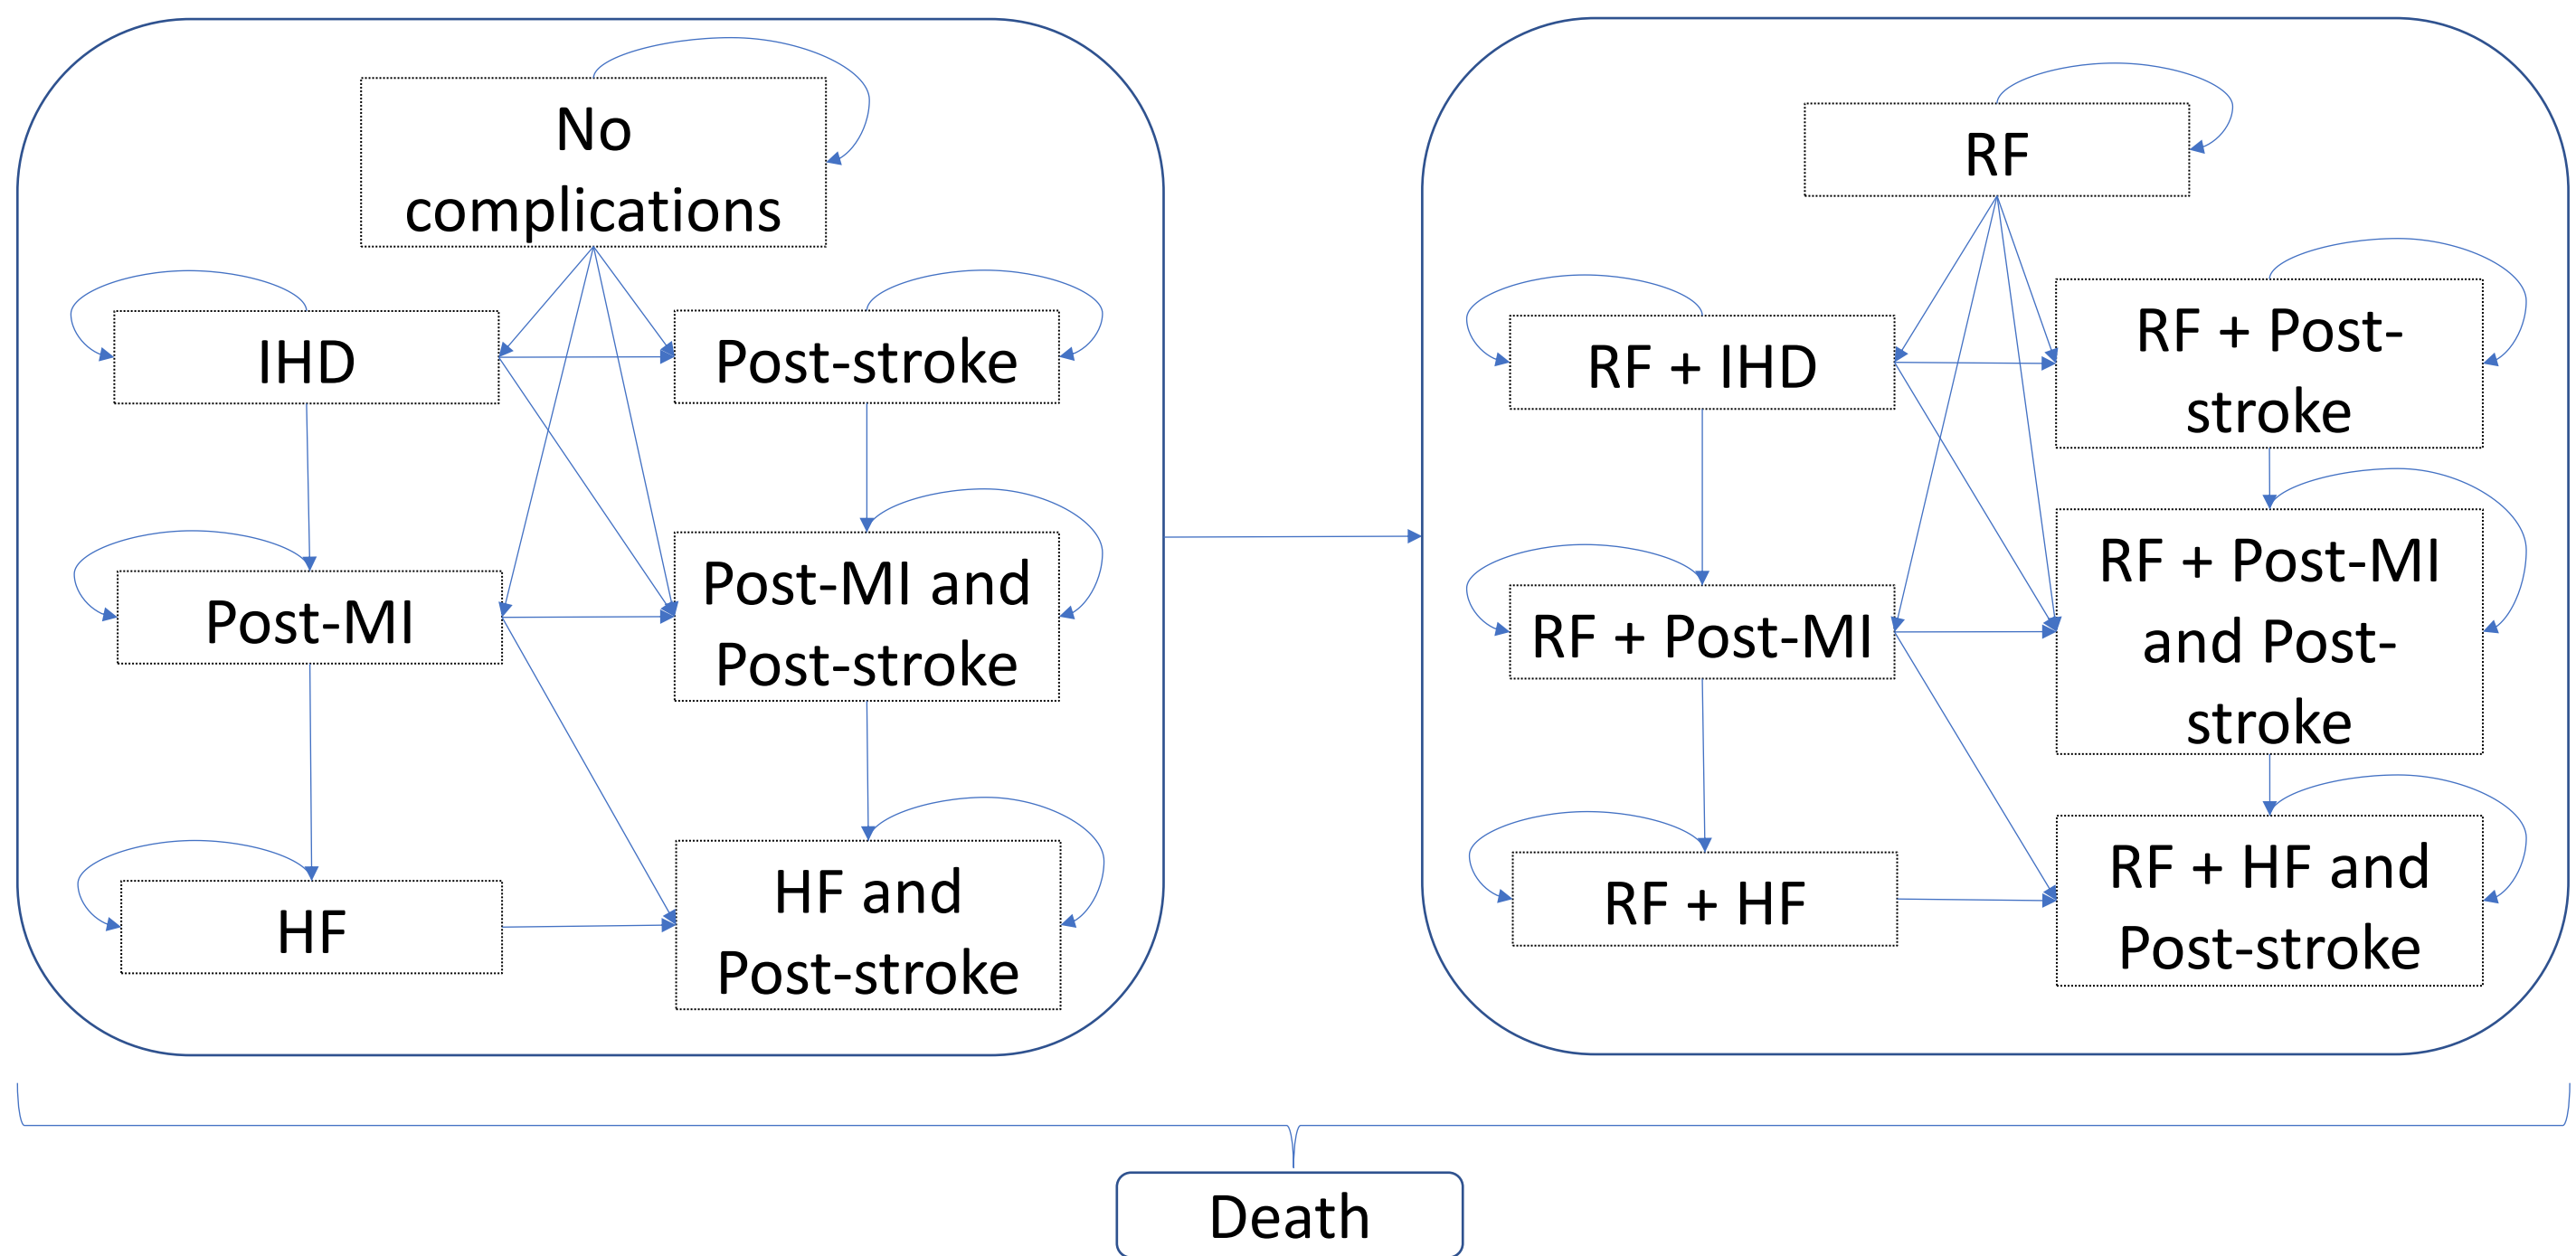 No
complications
IHD
Post-stroke
Post-MI
Post-MI and
Post-stroke
HF
HF and
Post-stroke
RF
RF + IHD
RF + Post-
stroke
RF + Post-MI
RF + Post-MI
and Post-
stroke
RF + HF
RF + HF and
Post-stroke
Death